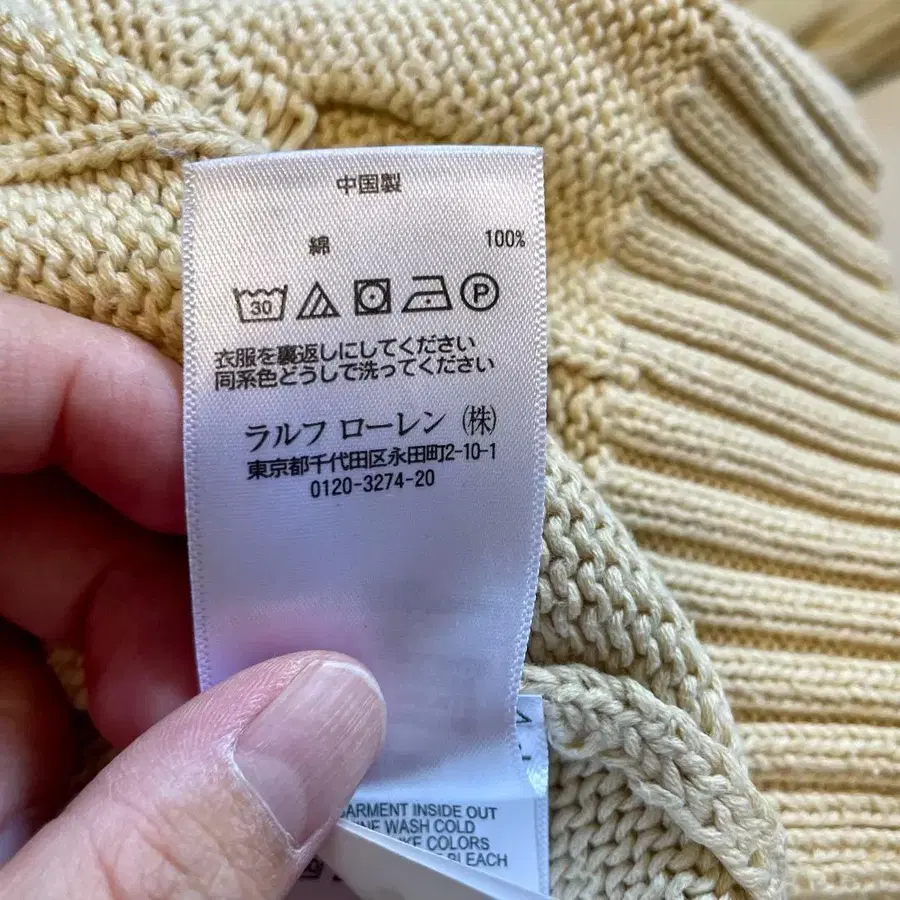 中国製
綿 100%
30 P
衣服を裏返しにしてください
同系色どうしで洗ってください
ラルフ ローレン (株)
東京都千代田区永田町2-10-1
0120-3274-20
GARMENT INSIDE OUT
WASH COLD
COLORS
BLEACH